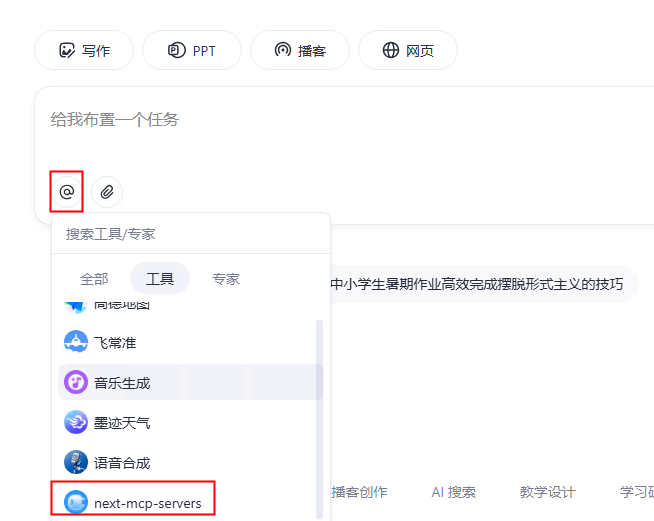 写作 PPT 播客 网页
给我布置一个任务
@
搜索工具/专家
全部 工具 专家
中小学生暑期作业高效完成摆脱形式主义的技巧
高德地图
飞常准
音乐生成
墨迹天气
语音合成
播客创作 AI 搜索 教学设计 学习
next-mcp-servers